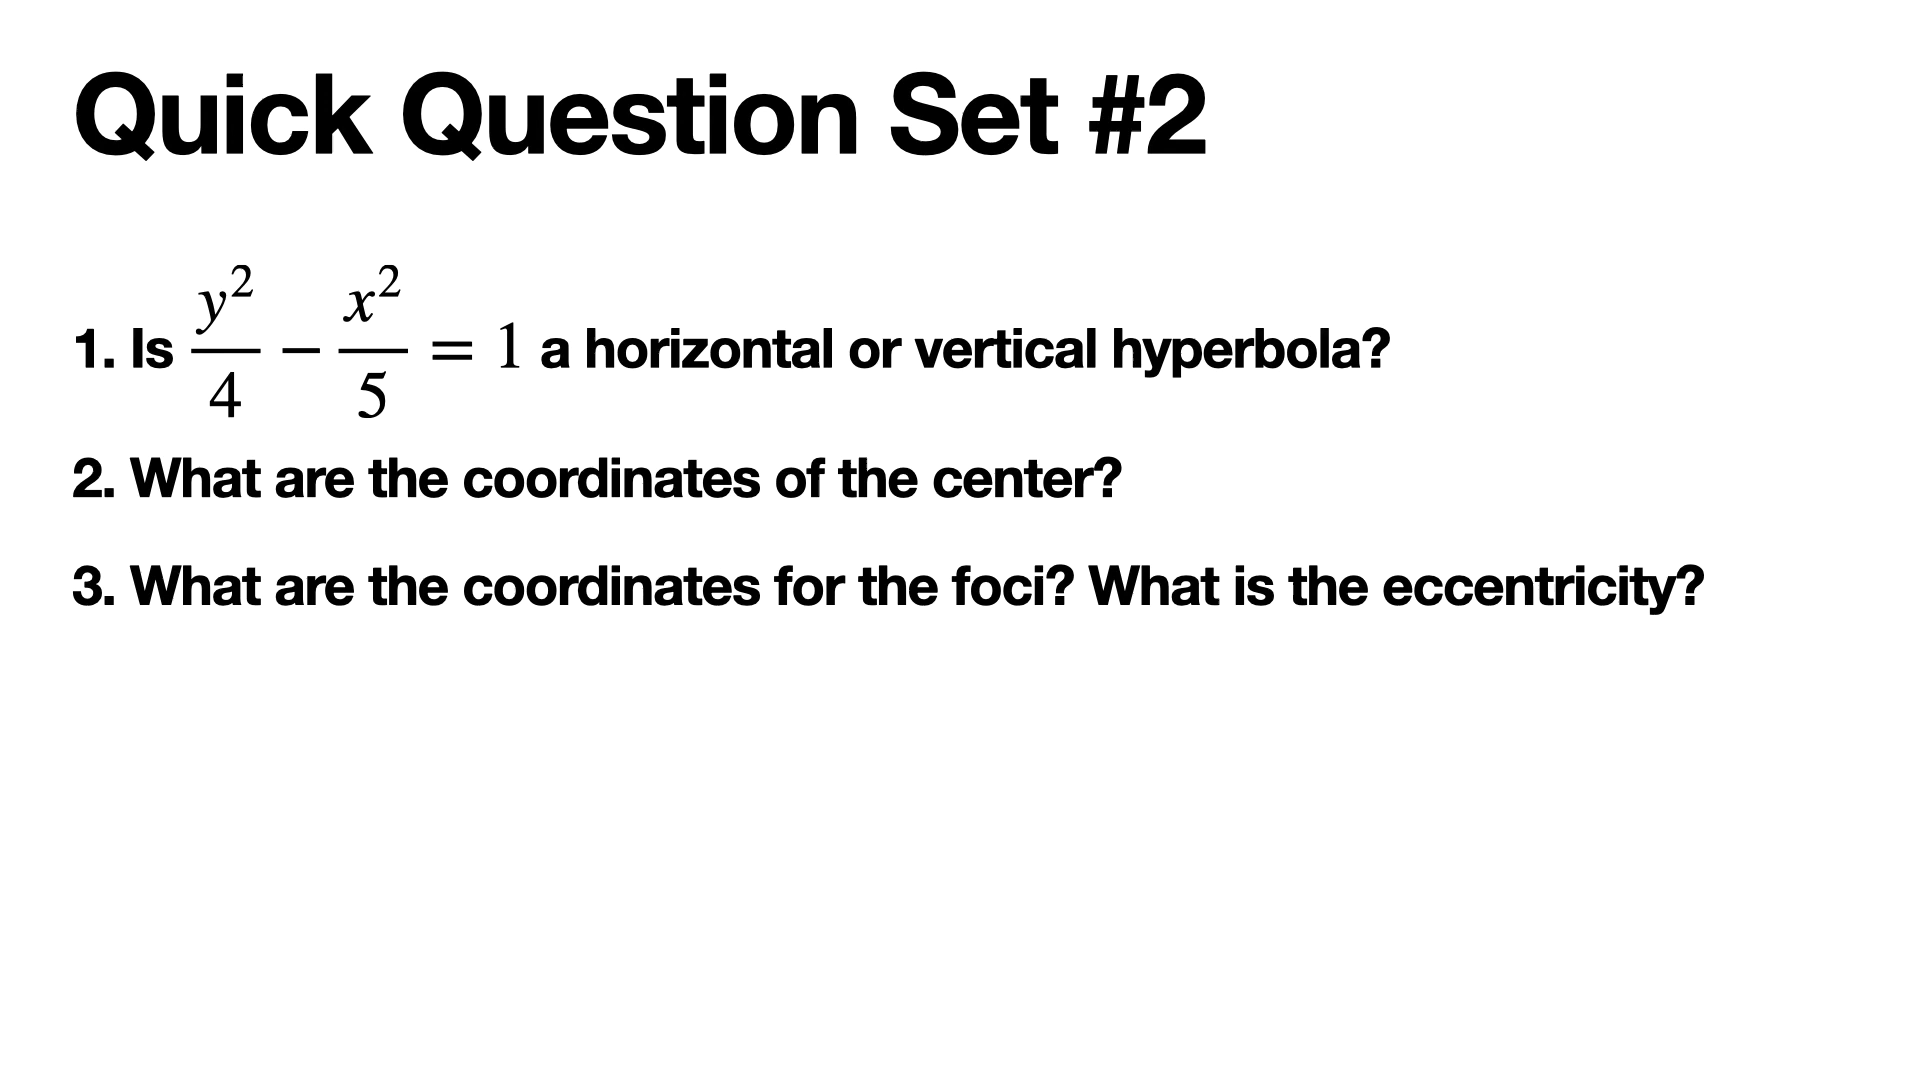 Quick Question Set #2
1. Is y²/4 − x²/5 = 1 a horizontal or vertical hyperbola?
2. What are the coordinates of the center?
3. What are the coordinates for the foci? What is the eccentricity?